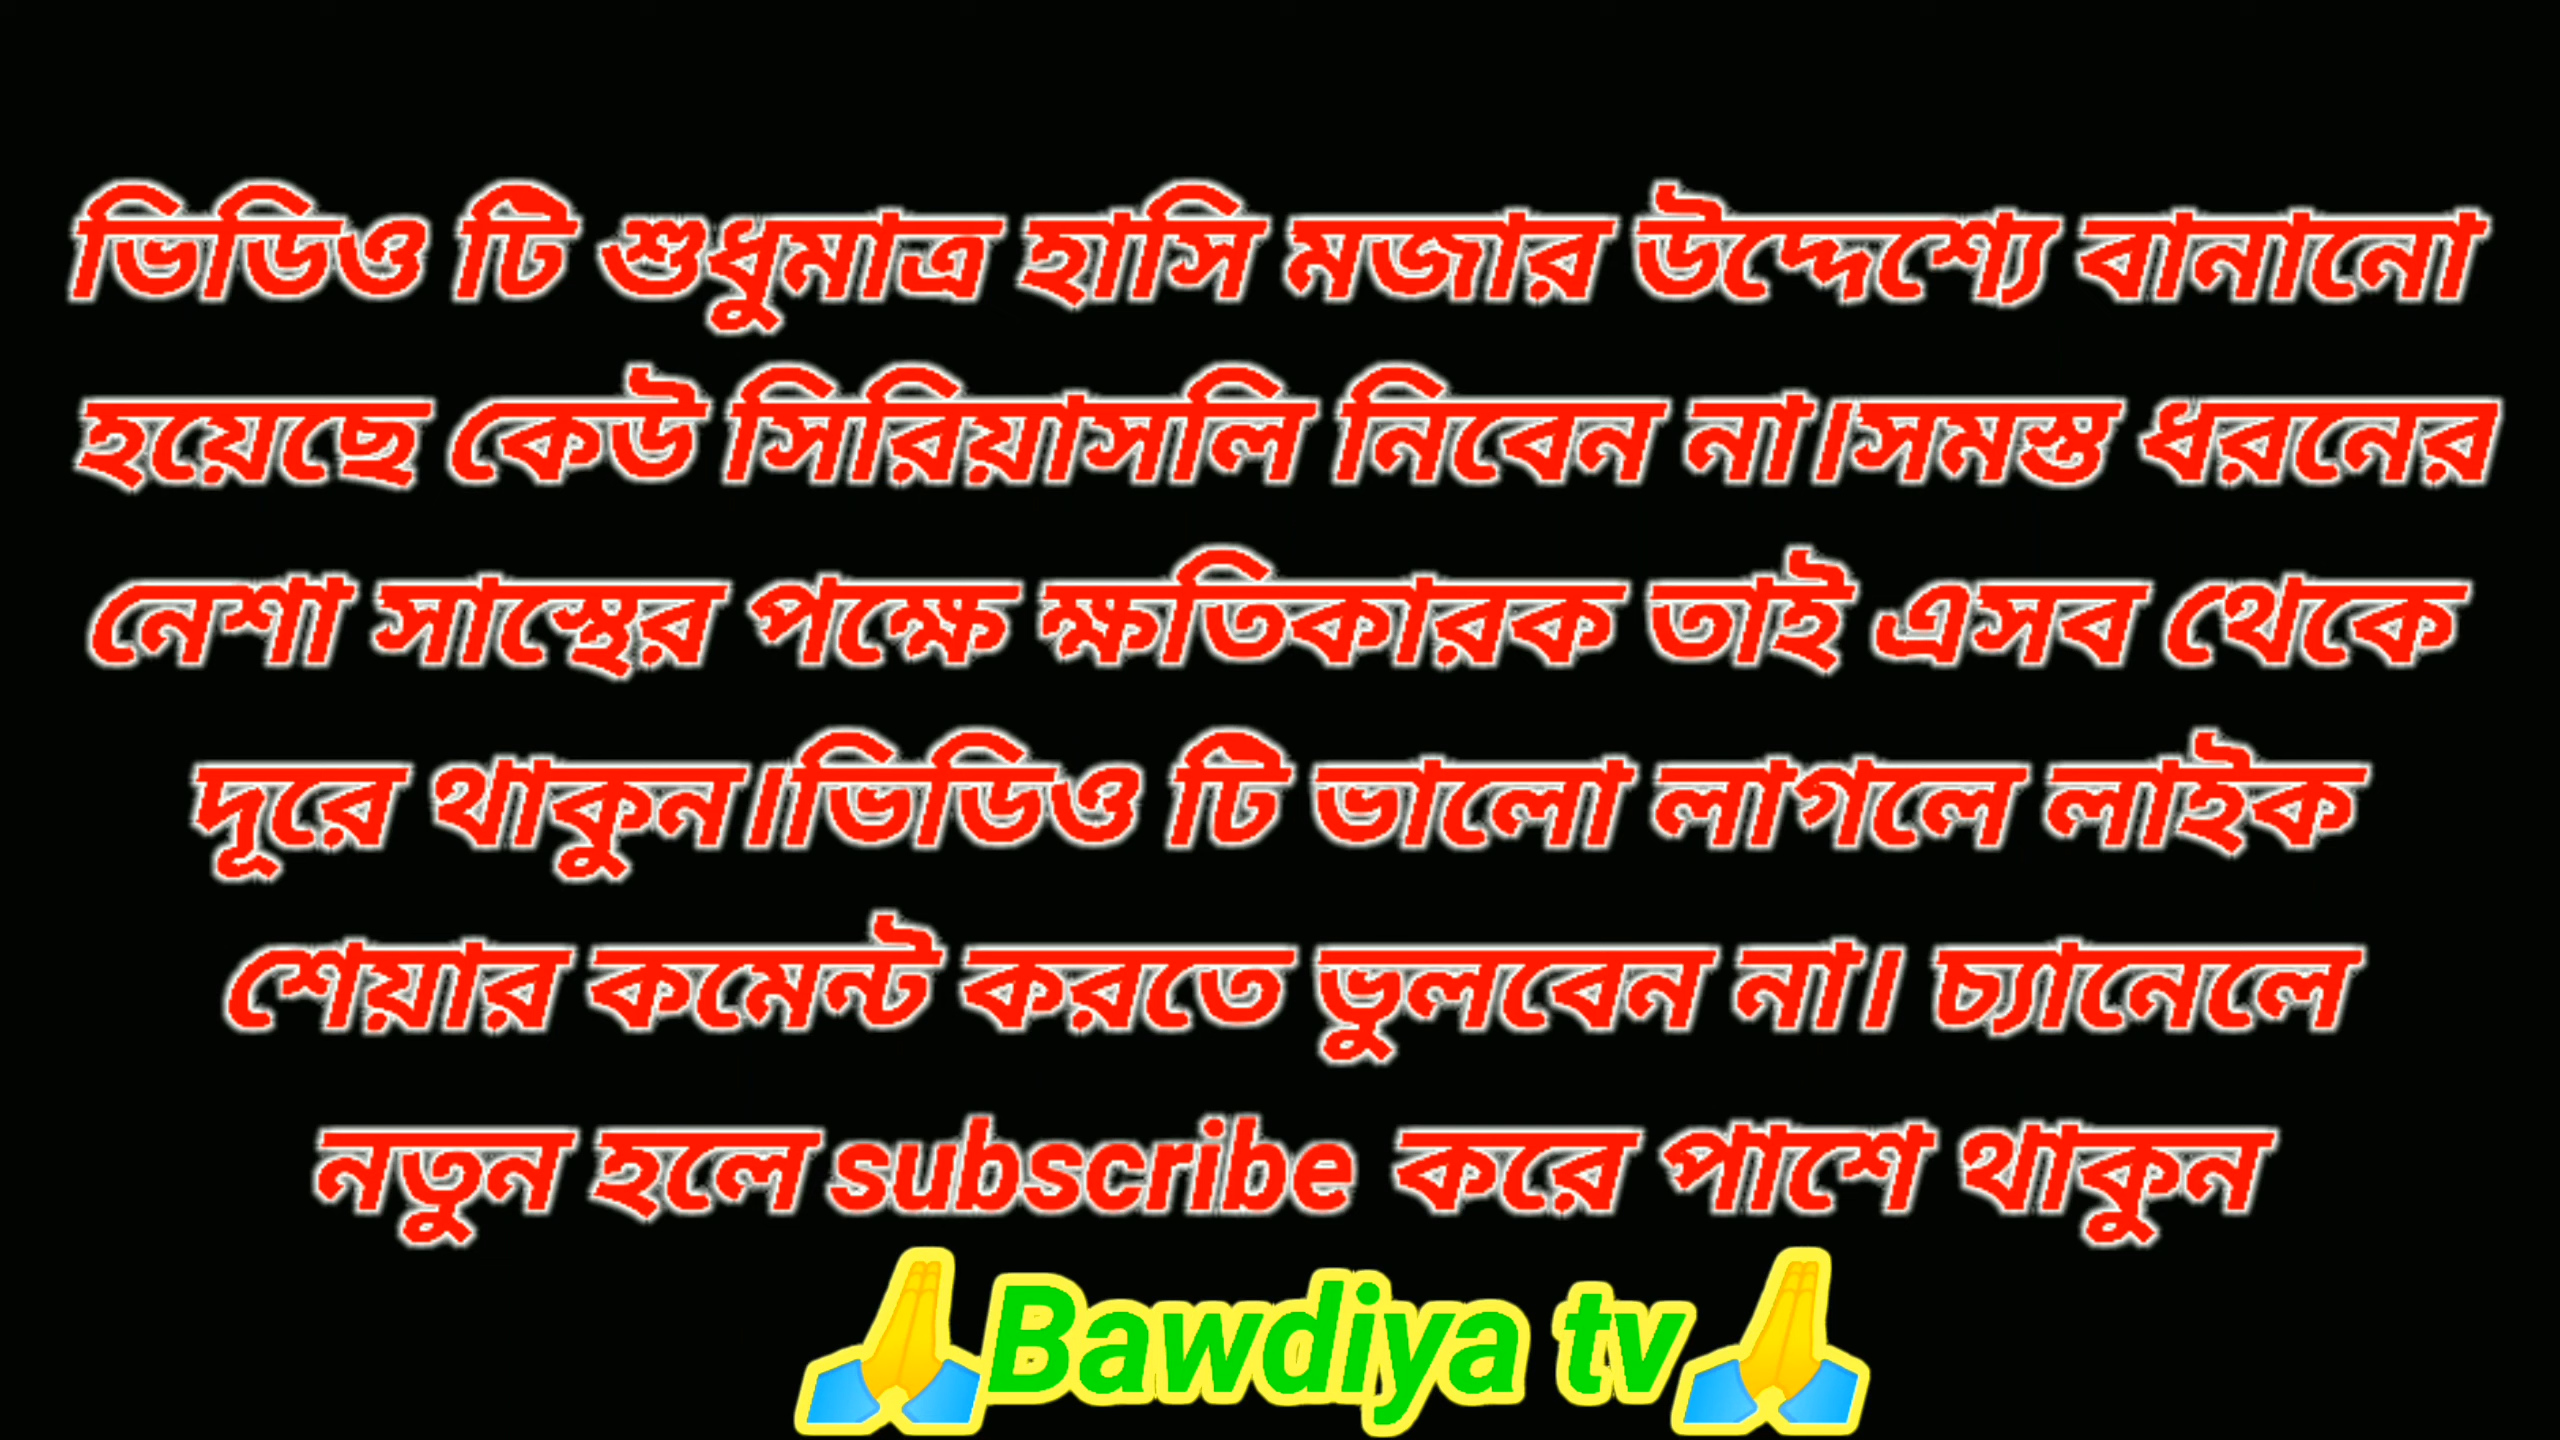 ভিডিও টি শুধুমাত্র হাসি মজার উদ্দেশ্যে বানানো
হয়েছে কেউ সিরিয়াসলি নিবেন না।সমস্ত ধরনের
নেশা সাস্থের পক্ষে ক্ষতিকারক তাই এসব থেকে
দূরে থাকুন।ভিডিও টি ভালো লাগলে লাইক
শেয়ার কমেন্ট করতে ভুলবেন না। চ্যানেলে
নতুন হলে subscribe করে পাশে থাকুন
🙏Bawdiya tv🙏